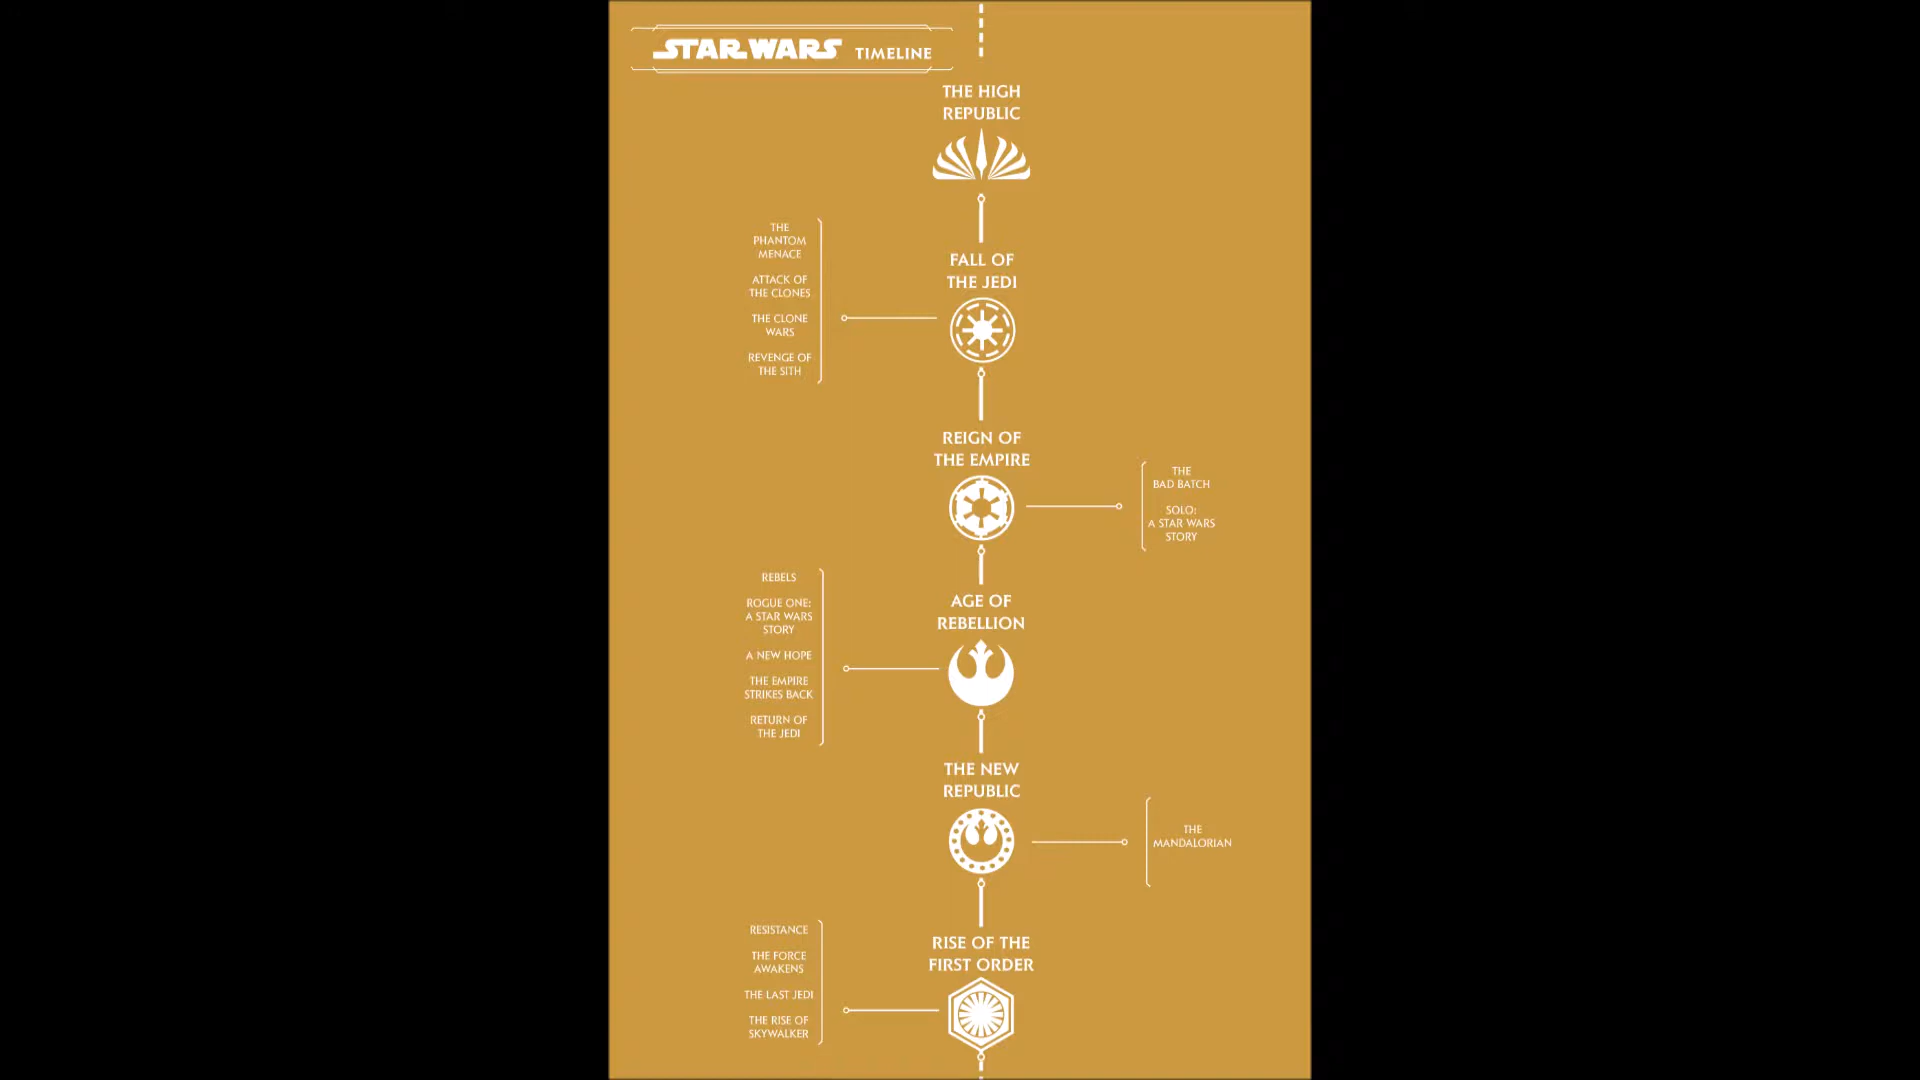 STAR WARS TIMELINE
THE HIGH
REPUBLIC
FALL OF
THE JEDI
THE
PHANTOM
MENACE
ATTACK OF
THE CLONES
THE CLONE
WARS
REVENGE OF
THE SITH
REIGN OF
THE EMPIRE
THE
BAD BATCH
SOLO:
A STAR WARS
STORY
AGE OF
REBELLION
REBELS
ROGUE ONE:
A STAR WARS
STORY
A NEW HOPE
THE EMPIRE
STRIKES BACK
RETURN OF
THE JEDI
THE NEW
REPUBLIC
THE
MANDALORIAN
RISE OF THE
FIRST ORDER
RESISTANCE
THE FORCE
AWAKENS
THE LAST JEDI
THE RISE OF
SKYWALKER